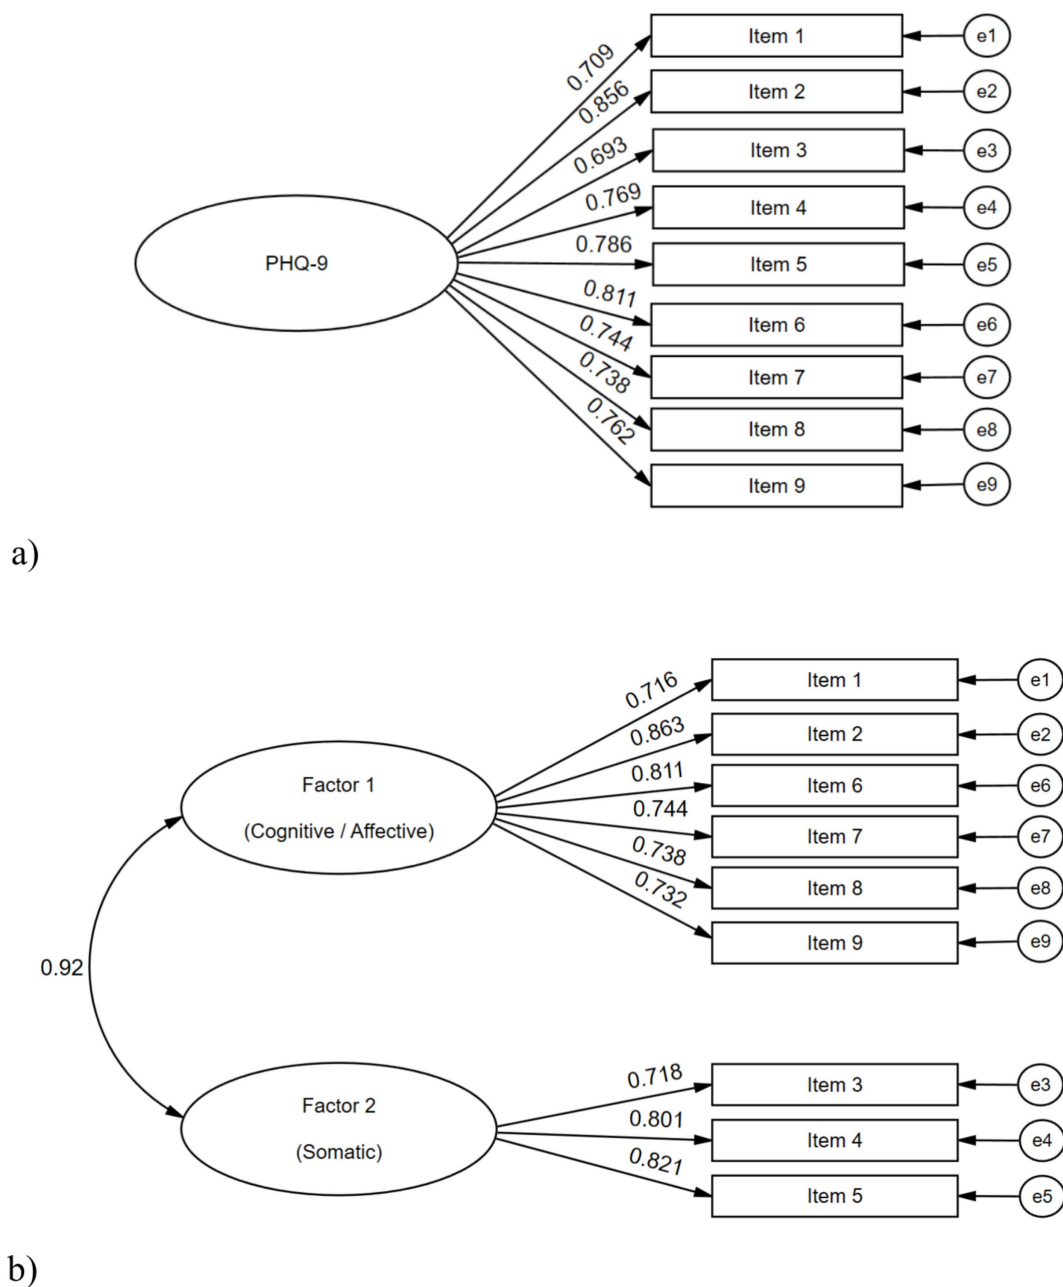 0.709
Item 1
e1
0.856
Item 2
e2
0.693
Item 3
e3
0.769
Item 4
e4
PHQ-9
0.786
Item 5
e5
0.811
Item 6
e6
0.744
Item 7
e7
0.738
Item 8
e8
0.762
Item 9
e9
a)
0.716
Item 1
e1
0.863
Item 2
e2
Factor 1
(Cognitive / Affective)
0.811
Item 6
e6
0.744
Item 7
e7
0.738
Item 8
e8
0.732
Item 9
e9
0.92
Factor 2
(Somatic)
0.718
Item 3
e3
0.801
Item 4
e4
0.821
Item 5
e5
b)